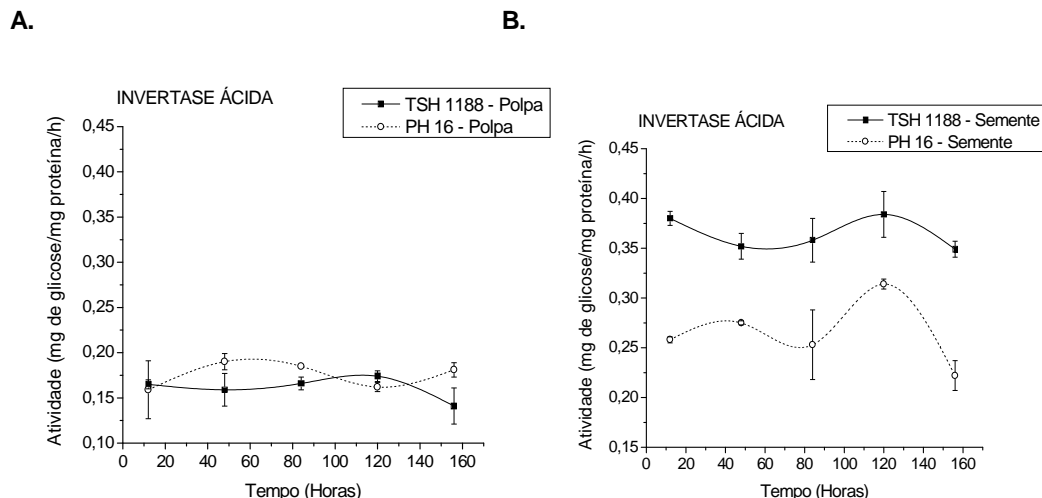 A.
INVERTASE ÁCIDA
TSH 1188 - Polpa
PH 16 - Polpa
Atividade (mg de glicose/mg proteína/h)
0,45
0,40
0,35
0,30
0,25
0,20
0,15
0,10
0 20 40 60 80 100 120 140 160
Tempo (Horas)
B.
INVERTASE ÁCIDA
TSH 1188 - Semente
PH 16 - Semente
Atividade (mg de glicose/mg proteína/h)
0,45
0,40
0,35
0,30
0,25
0,20
0,15
0 20 40 60 80 100 120 140 160
Tempo (Horas)